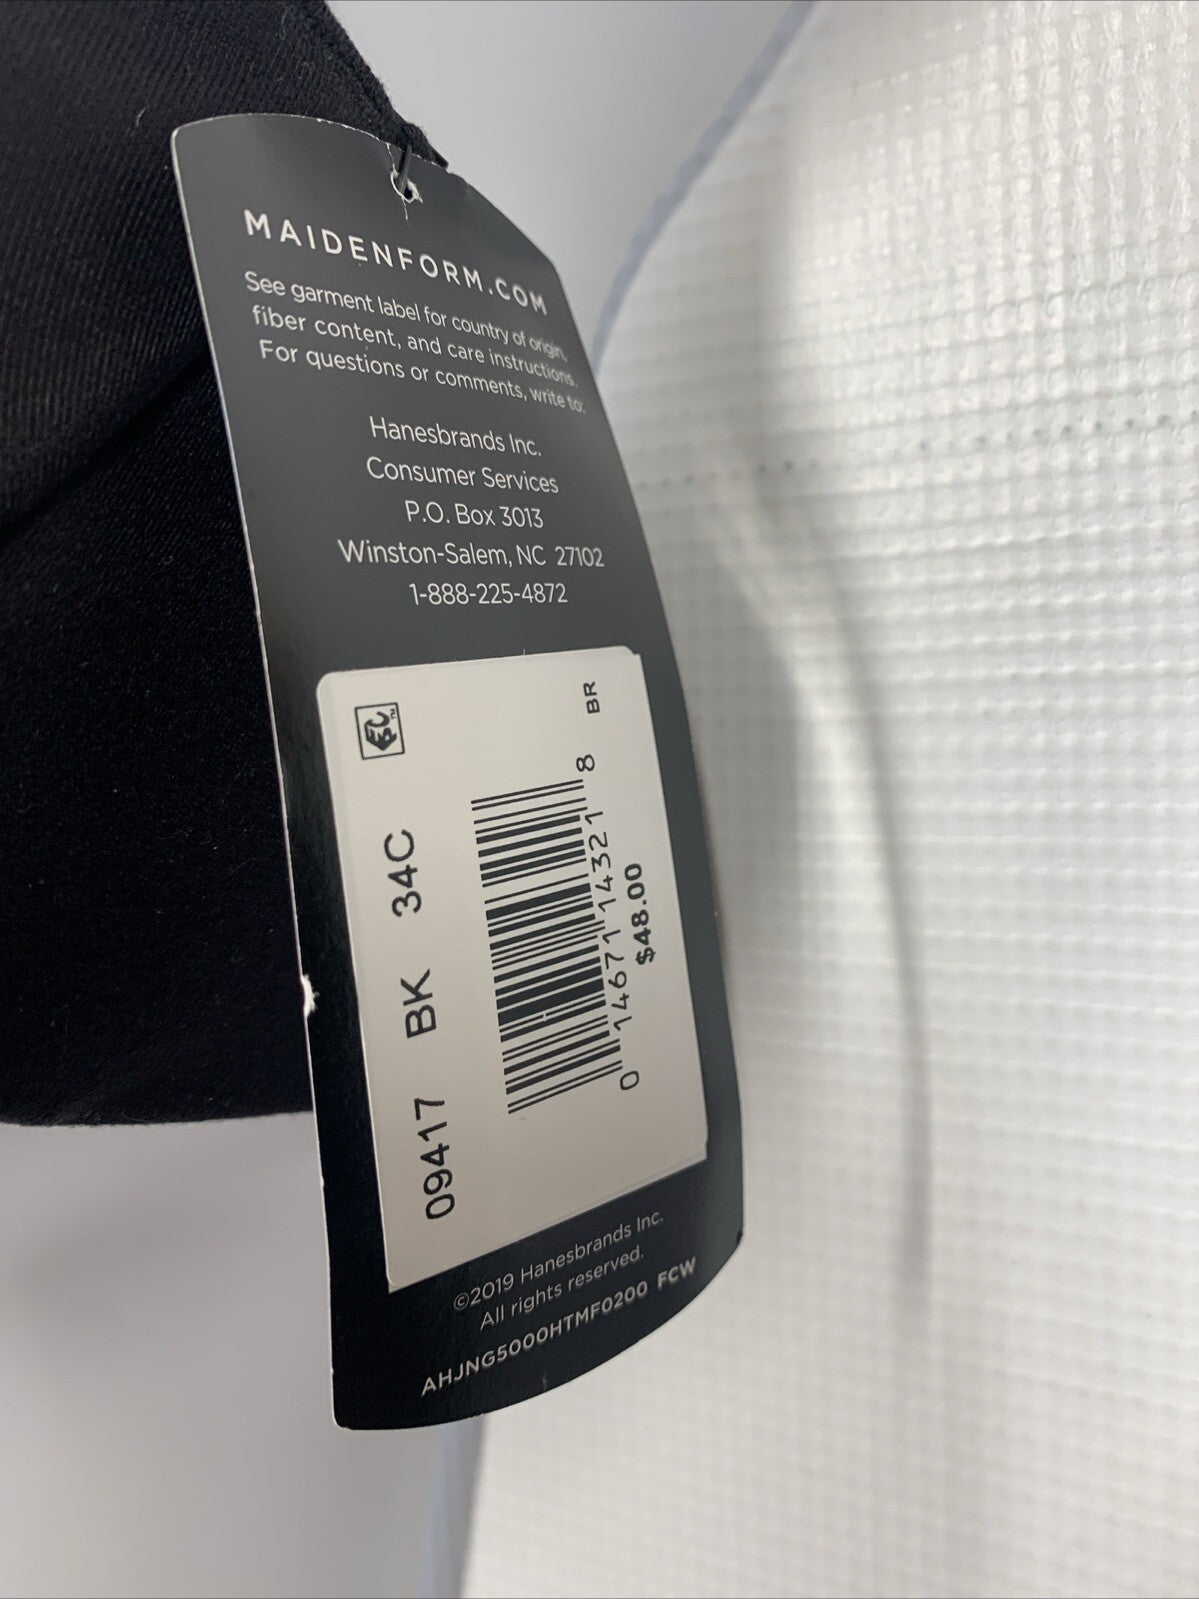 MAIDENFORM.COM
See garment label for country of origin,
fiber content, and care instructions.
For questions or comments, write to:
Hanesbrands Inc.
Consumer Services
P.O. Box 3013
Winston-Salem, NC 27102
1-888-225-4872
09417 BK 34C
0 14671 14321 8 BR
$48.00
©2019 Hanesbrands Inc.
All rights reserved.
AHJNG5000HTMF0200 FCW